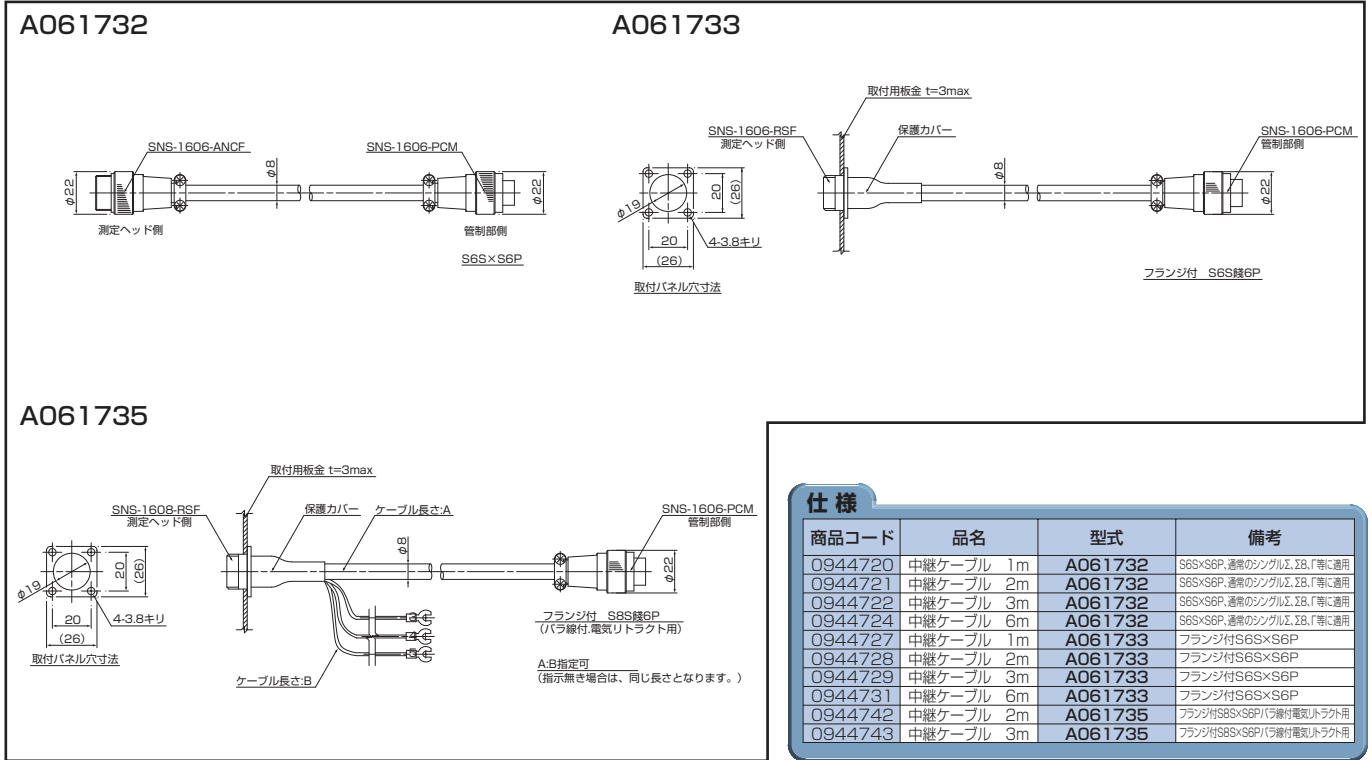 A061732
SNS-1606-ANCF
SNS-1606-PCM
φ8
φ22
φ22
測定ヘッド側
管制部側
S6S×S6P
A061733
取付用板金 t=3max
SNS-1606-RSF
測定ヘッド側
保護カバー
SNS-1606-PCM
管制部側
φ8
φ22
φ19
20
(26)
20
(26)
4-3.8キリ
取付パネル穴寸法
フランジ付 S6S餞6P
A061735
取付用板金 t=3max
SNS-1608-RSF
測定ヘッド側
保護カバー
ケーブル長さ:A
SNS-1606-PCM
管制部側
φ8
φ22
φ19
20
(26)
20
(26)
4-3.8キリ
取付パネル穴寸法
ケーブル長さ:B
フランジ付 S8S餞6P
(バラ線付.電気リトラクト用)
A:B指定可
(指示無き場合は、同じ長さとなります。)
仕様
商品コード 品名 型式 備考
0944720 中継ケーブル 1m A061732 S6S×S6P、通常のシングルΣ、Σ8、Γ等に適用
0944721 中継ケーブル 2m A061732 S6S×S6P、通常のシングルΣ、Σ8、Γ等に適用
0944722 中継ケーブル 3m A061732 S6S×S6P、通常のシングルΣ、Σ8、Γ等に適用
0944724 中継ケーブル 6m A061732 S6S×S6P、通常のシングルΣ、Σ8、Γ等に適用
0944727 中継ケーブル 1m A061733 フランジ付S6S×S6P
0944728 中継ケーブル 2m A061733 フランジ付S6S×S6P
0944729 中継ケーブル 3m A061733 フランジ付S6S×S6P
0944731 中継ケーブル 6m A061733 フランジ付S6S×S6P
0944742 中継ケーブル 2m A061735 フランジ付S8S×S6Pバラ線付電気リトラクト用
0944743 中継ケーブル 3m A061735 フランジ付S8S×S6Pバラ線付電気リトラクト用